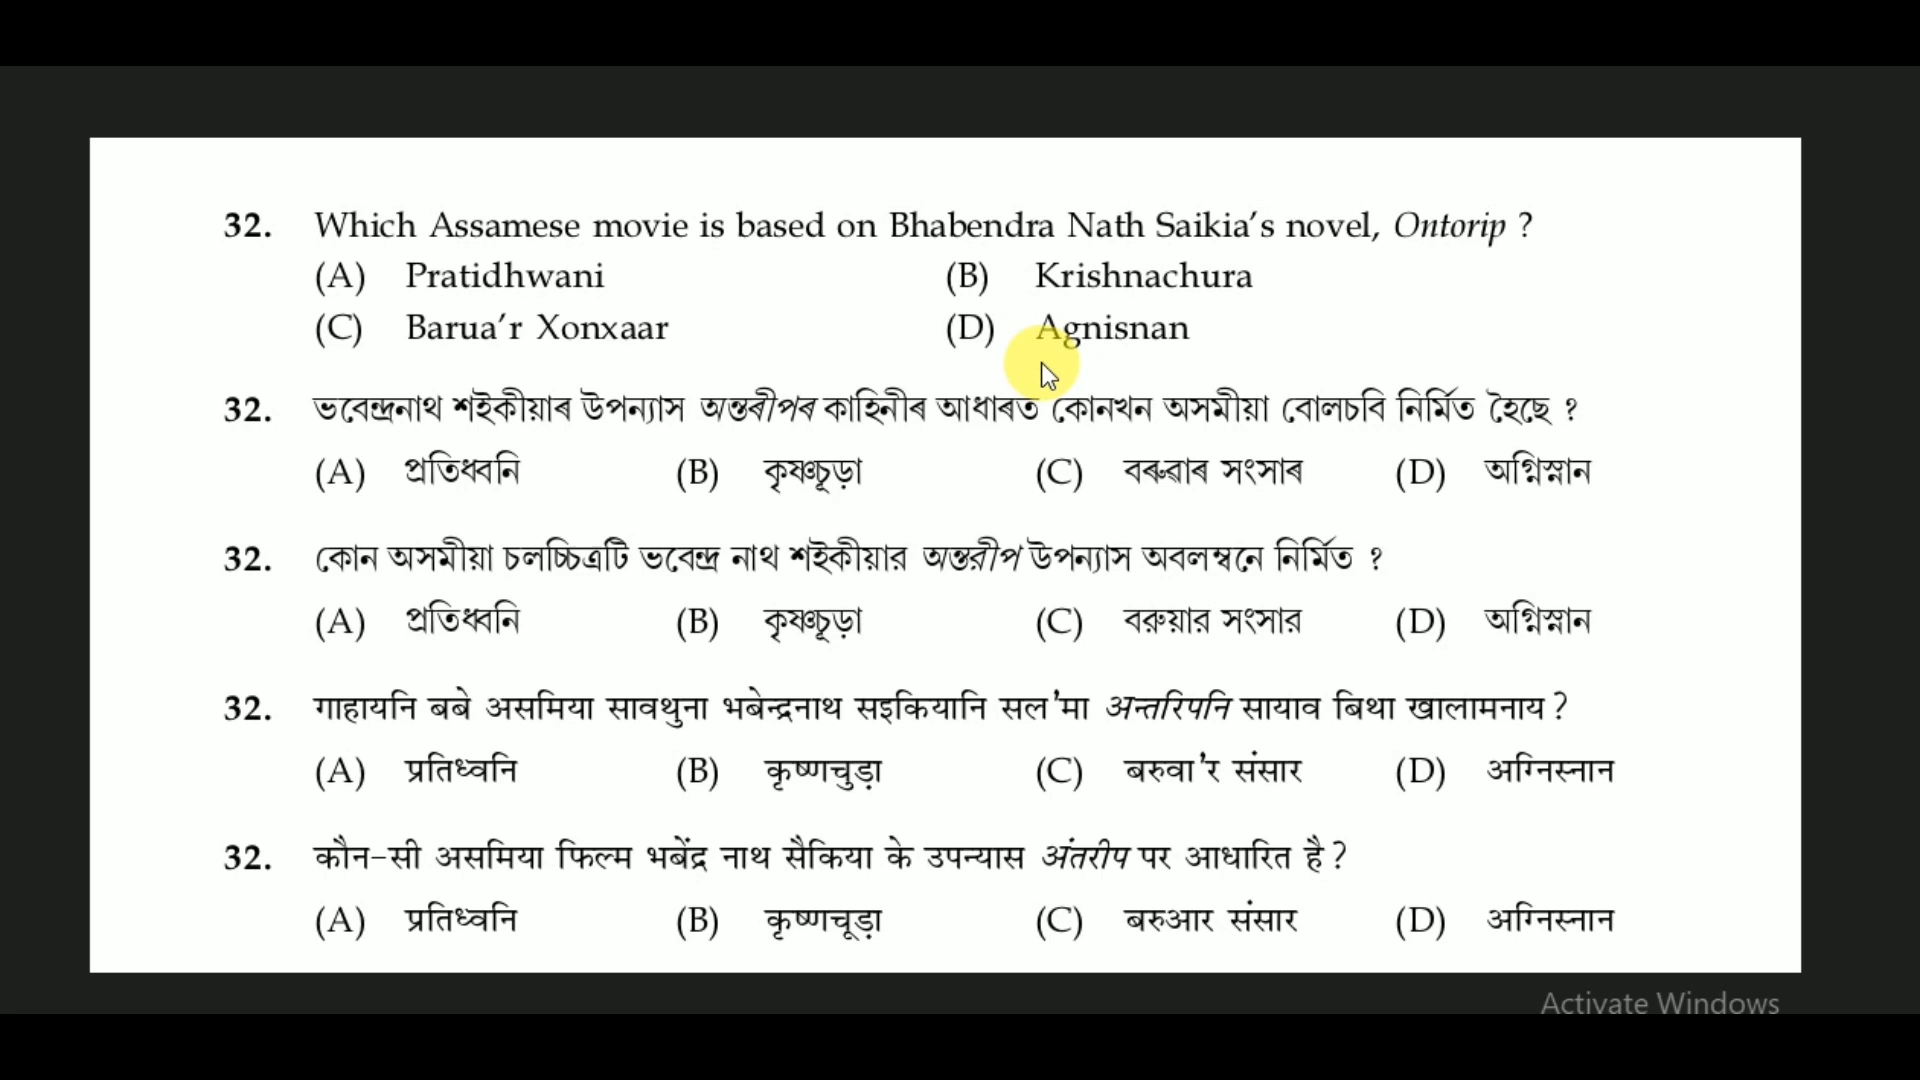 32. Which Assamese movie is based on Bhabendra Nath Saikia's novel, Ontorip ?
(A) Pratidhwani (B) Krishnachura
(C) Barua'r Xonxaar (D) Agnisnan
32. ভবেন্দ্ৰনাথ শইকীয়াৰ উপন্যাস অন্তৰীপৰ কাহিনীৰ আধাৰত কোনখন অসমীয়া বোলচবি নিৰ্মিত হৈছে ?
(A) প্ৰতিধ্বনি (B) কৃষ্ণচূড়া (C) বৰুৱাৰ সংসাৰ (D) অগ্নিস্নান
32. কোন অসমীয়া চলচ্চিত্রটি ভবেন্দ্র নাথ শইকীয়ার অন্তরীপ উপন্যাস অবলম্বনে নির্মিত ?
(A) প্রতিধ্বনি (B) কৃষ্ণচূড়া (C) বরুয়ার সংসার (D) অগ্নিস্নান
32. गाहायनि बबे असमिया सावथुना भबेन्द्रनाथ सइकियानि सल'मा अन्तरिपनि सायाव बिथा खालामनाय ?
(A) प्रतिध्वनि (B) कृष्णचुड़ा (C) बरुवा'र संसार (D) अग्निस्नान
32. कौन-सी असमिया फिल्म भबेंद्र नाथ सैकिया के उपन्यास अंतरीप पर आधारित है ?
(A) प्रतिध्वनि (B) कृष्णचूड़ा (C) बरुआर संसार (D) अग्निस्नान
Activate Windows